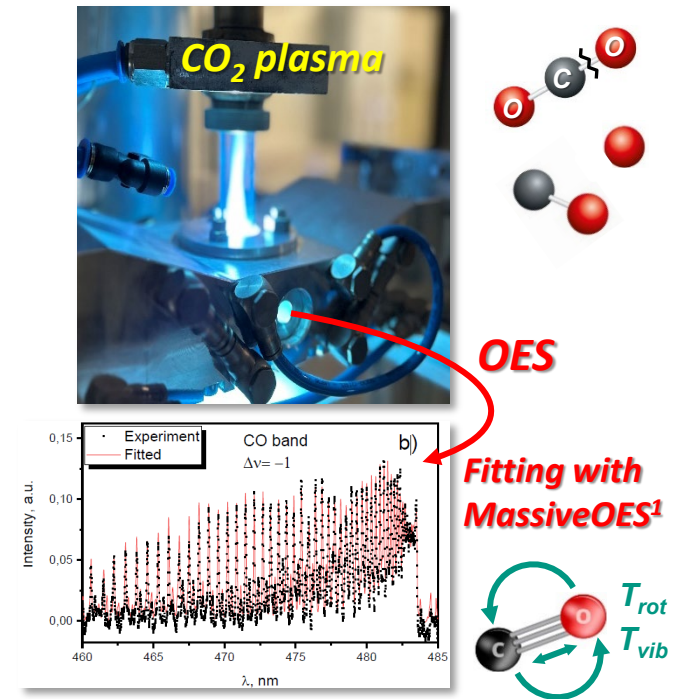 CO2 plasma
O
C
O
OES
0,15
0,10
0,05
0,00
Intensity, a.u.
Experiment
Fitted
CO band
Δν= −1
b)
460
465
470
475
480
485
λ, nm
Fitting with
MassiveOES1
C
O
Trot
Tvib